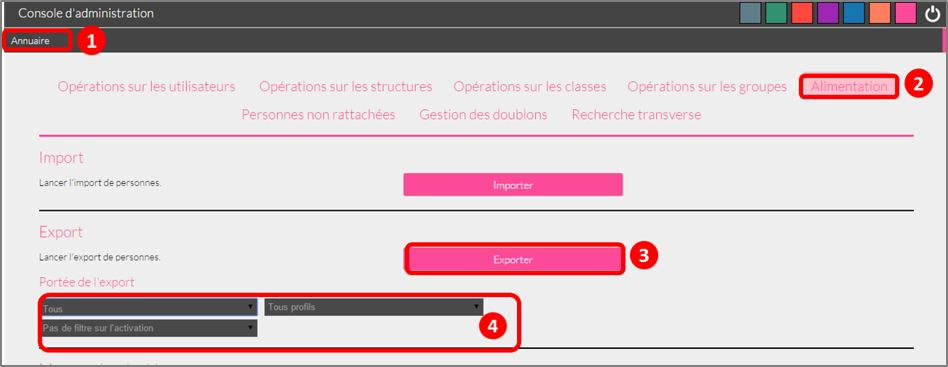 Console d'administration
Annuaire
1
Opérations sur les utilisateurs Opérations sur les structures Opérations sur les classes Opérations sur les groupes Alimentation
2
Personnes non rattachées Gestion des doublons Recherche transverse
Import
Lancer l'import de personnes.
Importer
Export
Lancer l'export de personnes.
Exporter
3
Portée de l'export
Tous
Tous profils
Pas de filtre sur l'activation
4